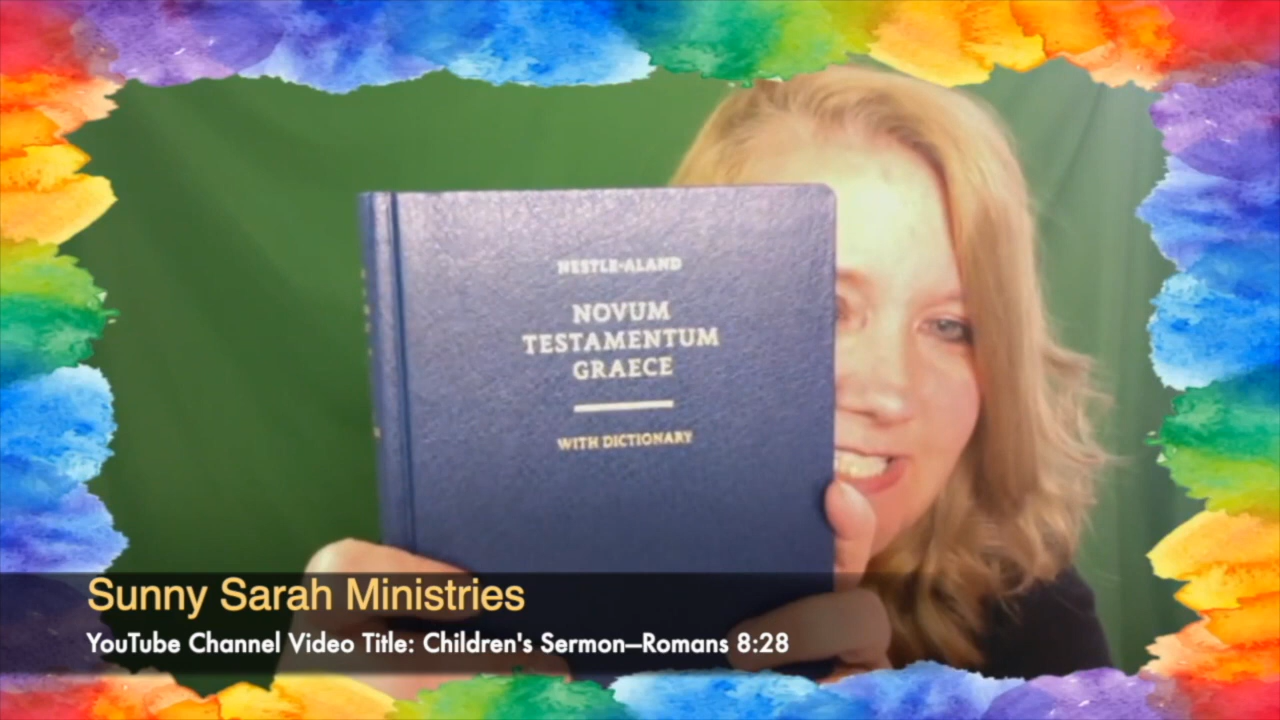 NESTLE-ALAND
NOVUM
TESTAMENTUM
GRAECE
WITH DICTIONARY
Sunny Sarah Ministries
YouTube Channel Video Title: Children's Sermon—Romans 8:28